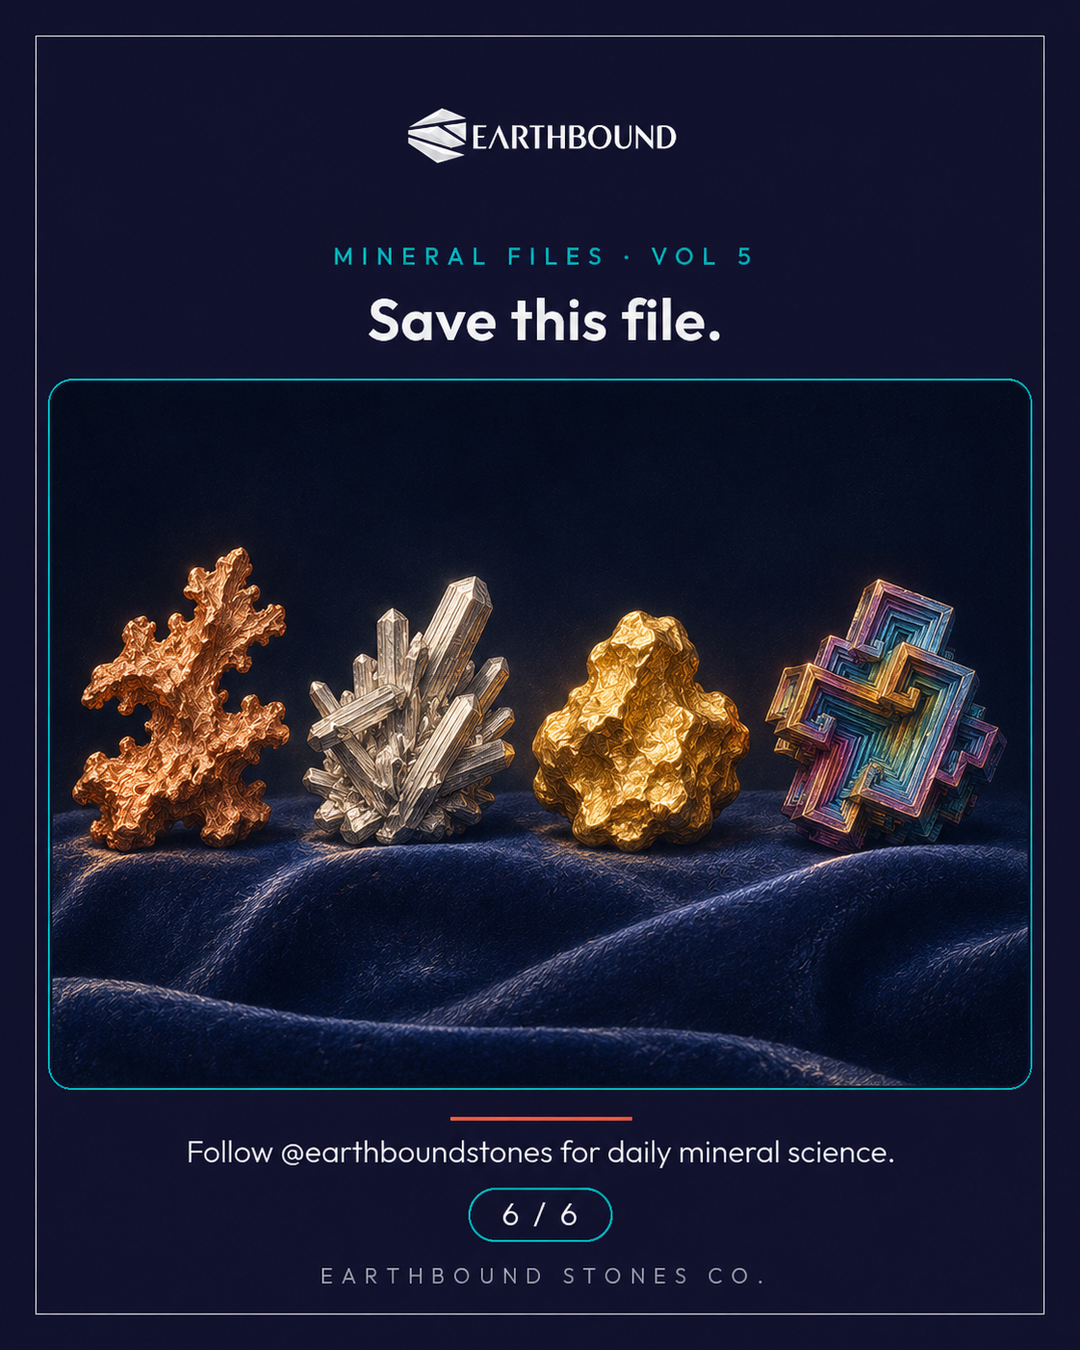 EARTHBOUND
MINERAL FILES · VOL 5
Save this file.
Follow @earthboundstones for daily mineral science.
6 / 6
EARTHBOUND STONES CO.